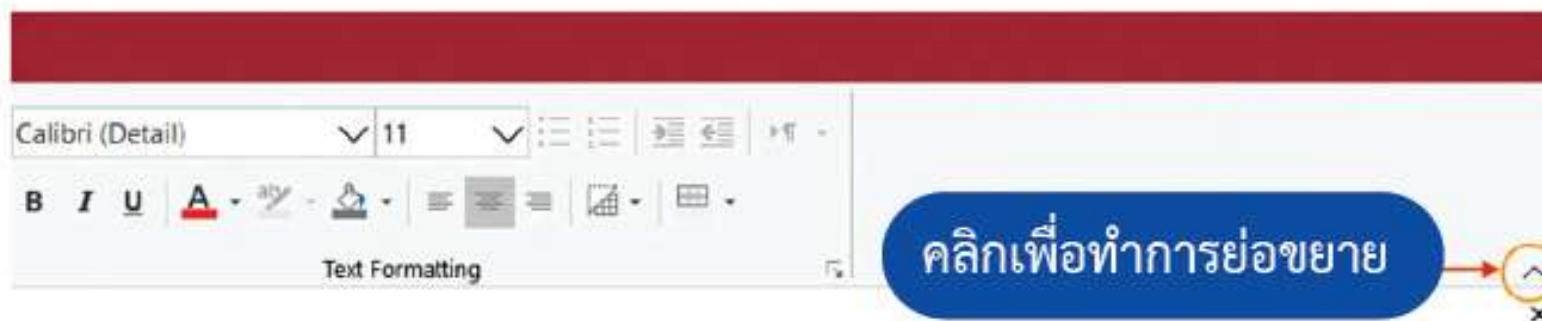 Calibri (Detail) 11
B I U A aby
Text Formatting
คลิกเพื่อทำการย่อขยาย